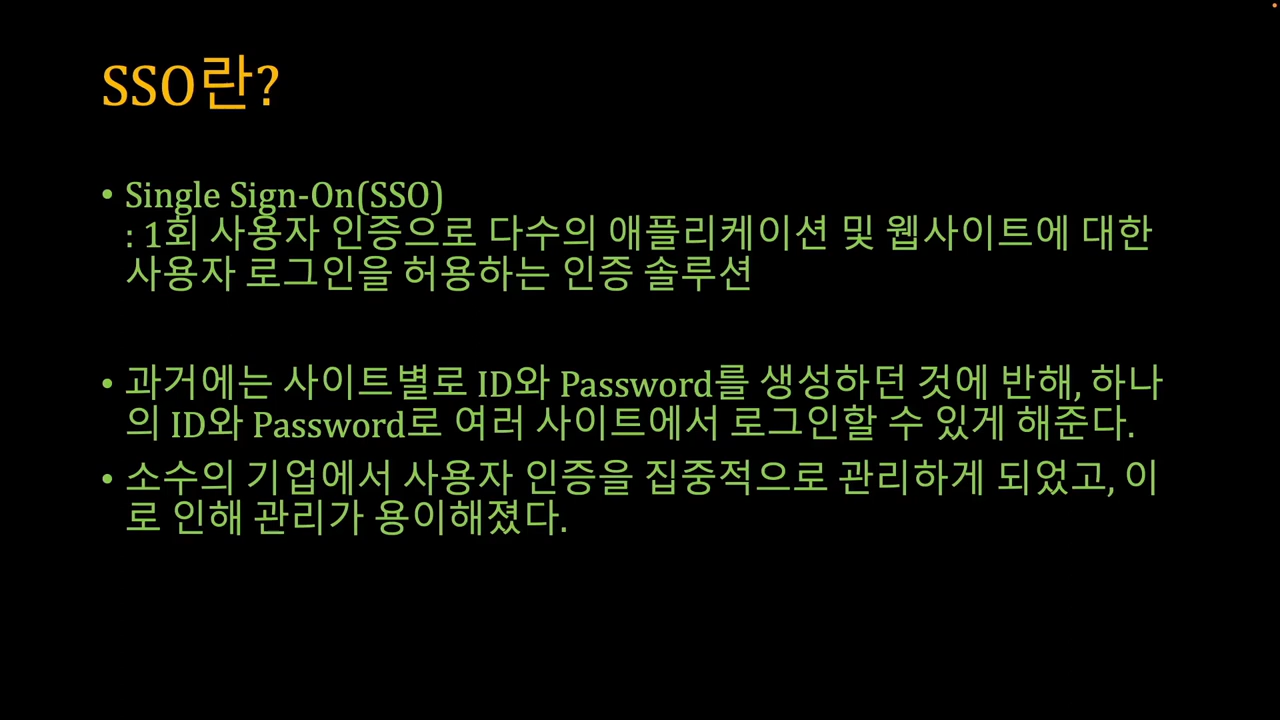 SSO란?
• Single Sign-On(SSO)
: 1회 사용자 인증으로 다수의 애플리케이션 및 웹사이트에 대한
사용자 로그인을 허용하는 인증 솔루션
• 과거에는 사이트별로 ID와 Password를 생성하던 것에 반해, 하나
의 ID와 Password로 여러 사이트에서 로그인할 수 있게 해준다.
• 소수의 기업에서 사용자 인증을 집중적으로 관리하게 되었고, 이
로 인해 관리가 용이해졌다.